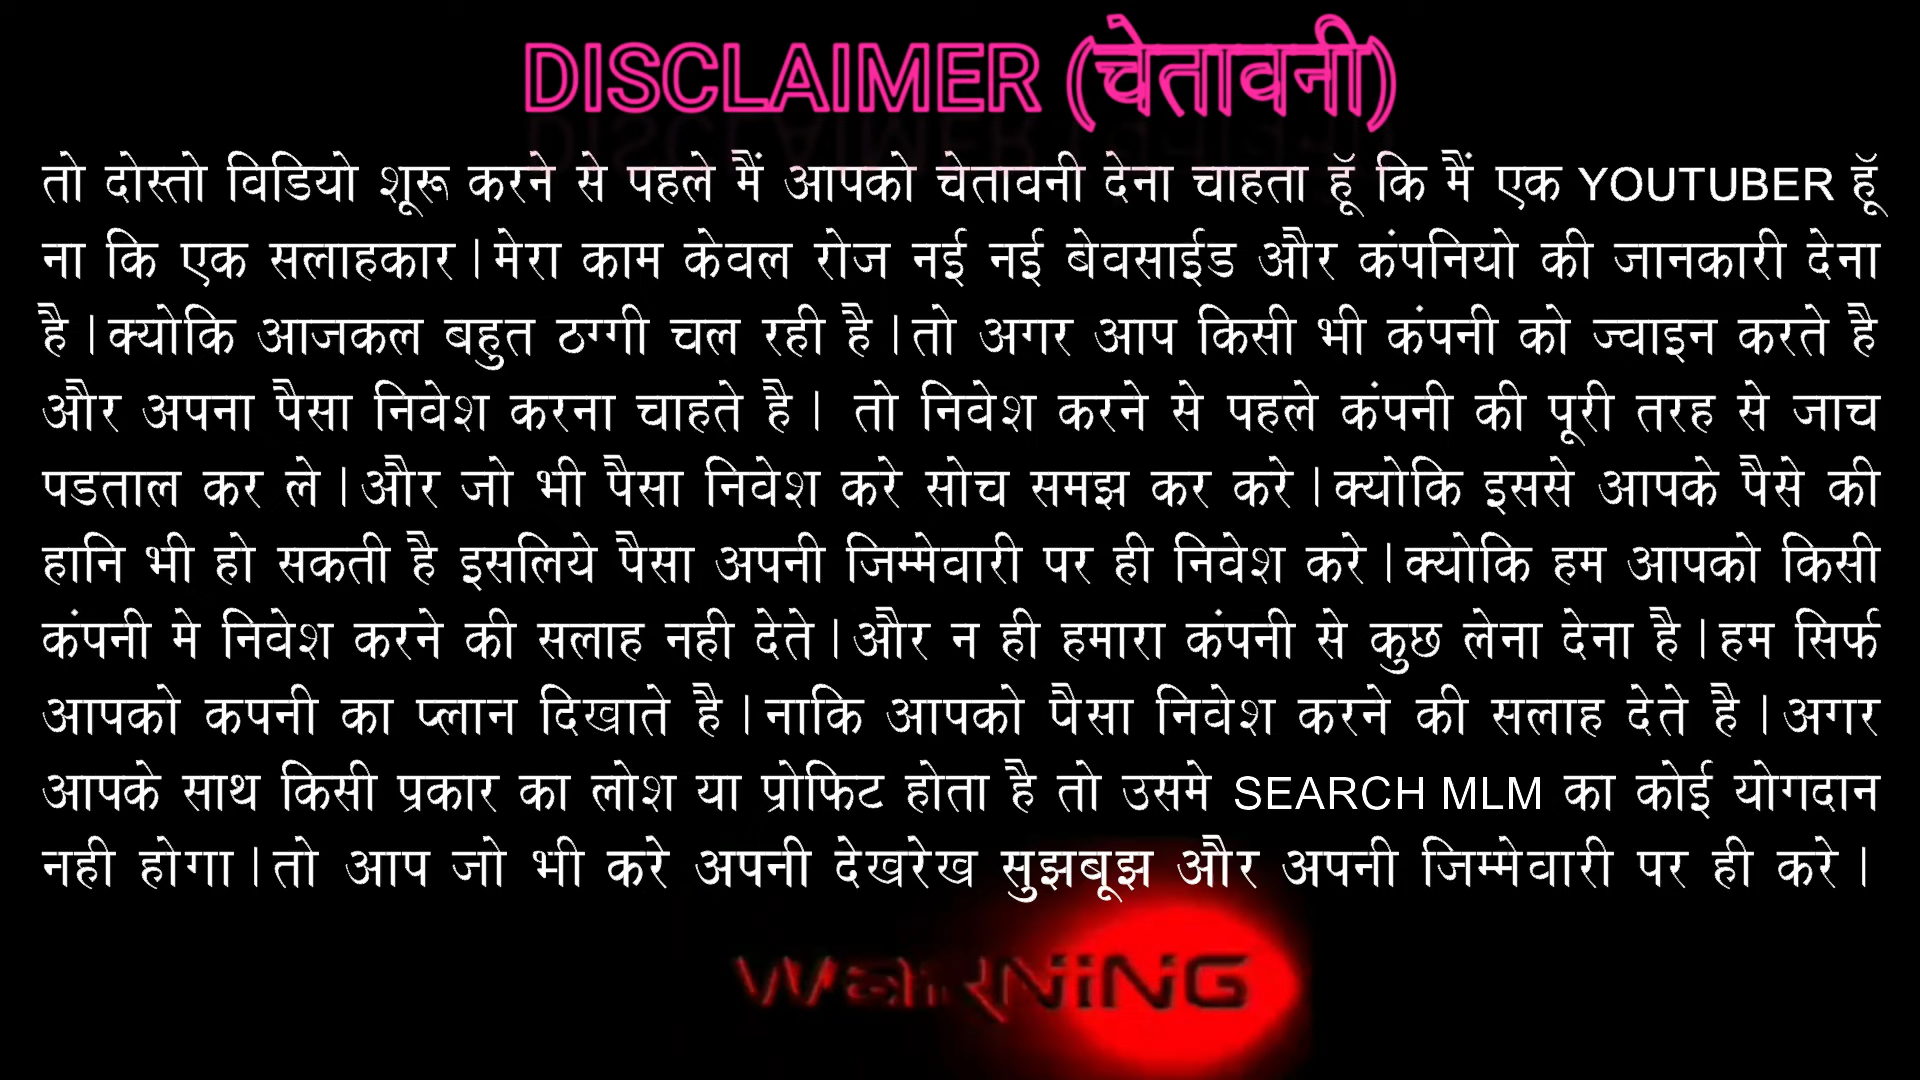 DISCLAIMER (चेतावनी)
तो दोस्तो विडियो शूरू करने से पहले मैं आपको चेतावनी देना चाहता हूॅ कि मैं एक YOUTUBER हूॅ
ना कि एक सलाहकार।मेरा काम केवल रोज नई नई बेवसाईड और कंपनियो की जानकारी देना
है।क्योकि आजकल बहुत ठग्गी चल रही है।तो अगर आप किसी भी कंपनी को ज्वाइन करते है
और अपना पैसा निवेश करना चाहते है। तो निवेश करने से पहले कंपनी की पूरी तरह से जाच
पडताल कर ले।और जो भी पैसा निवेश करे सोच समझ कर करे।क्योकि इससे आपके पैसे की
हानि भी हो सकती है इसलिये पैसा अपनी जिम्मेवारी पर ही निवेश करे।क्योकि हम आपको किसी
कंपनी मे निवेश करने की सलाह नही देते।और न ही हमारा कंपनी से कुछ लेना देना है।हम सिर्फ
आपको कपनी का प्लान दिखाते है।नाकि आपको पैसा निवेश करने की सलाह देते है।अगर
आपके साथ किसी प्रकार का लोश या प्रोफिट होता है तो उसमे SEARCH MLM का कोई योगदान
नही होगा।तो आप जो भी करे अपनी देखरेख सुझबूझ और अपनी जिम्मेवारी पर ही करे।
WaRNiNG